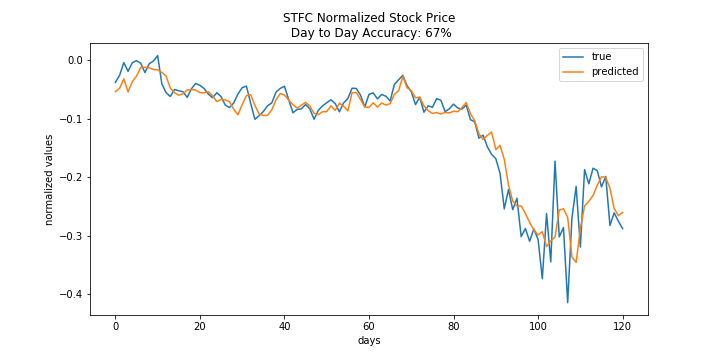 STFC Normalized Stock Price
Day to Day Accuracy: 67%
true
predicted
normalized values
0.0
−0.1
−0.2
−0.3
−0.4
0
20
40
60
80
100
120
days